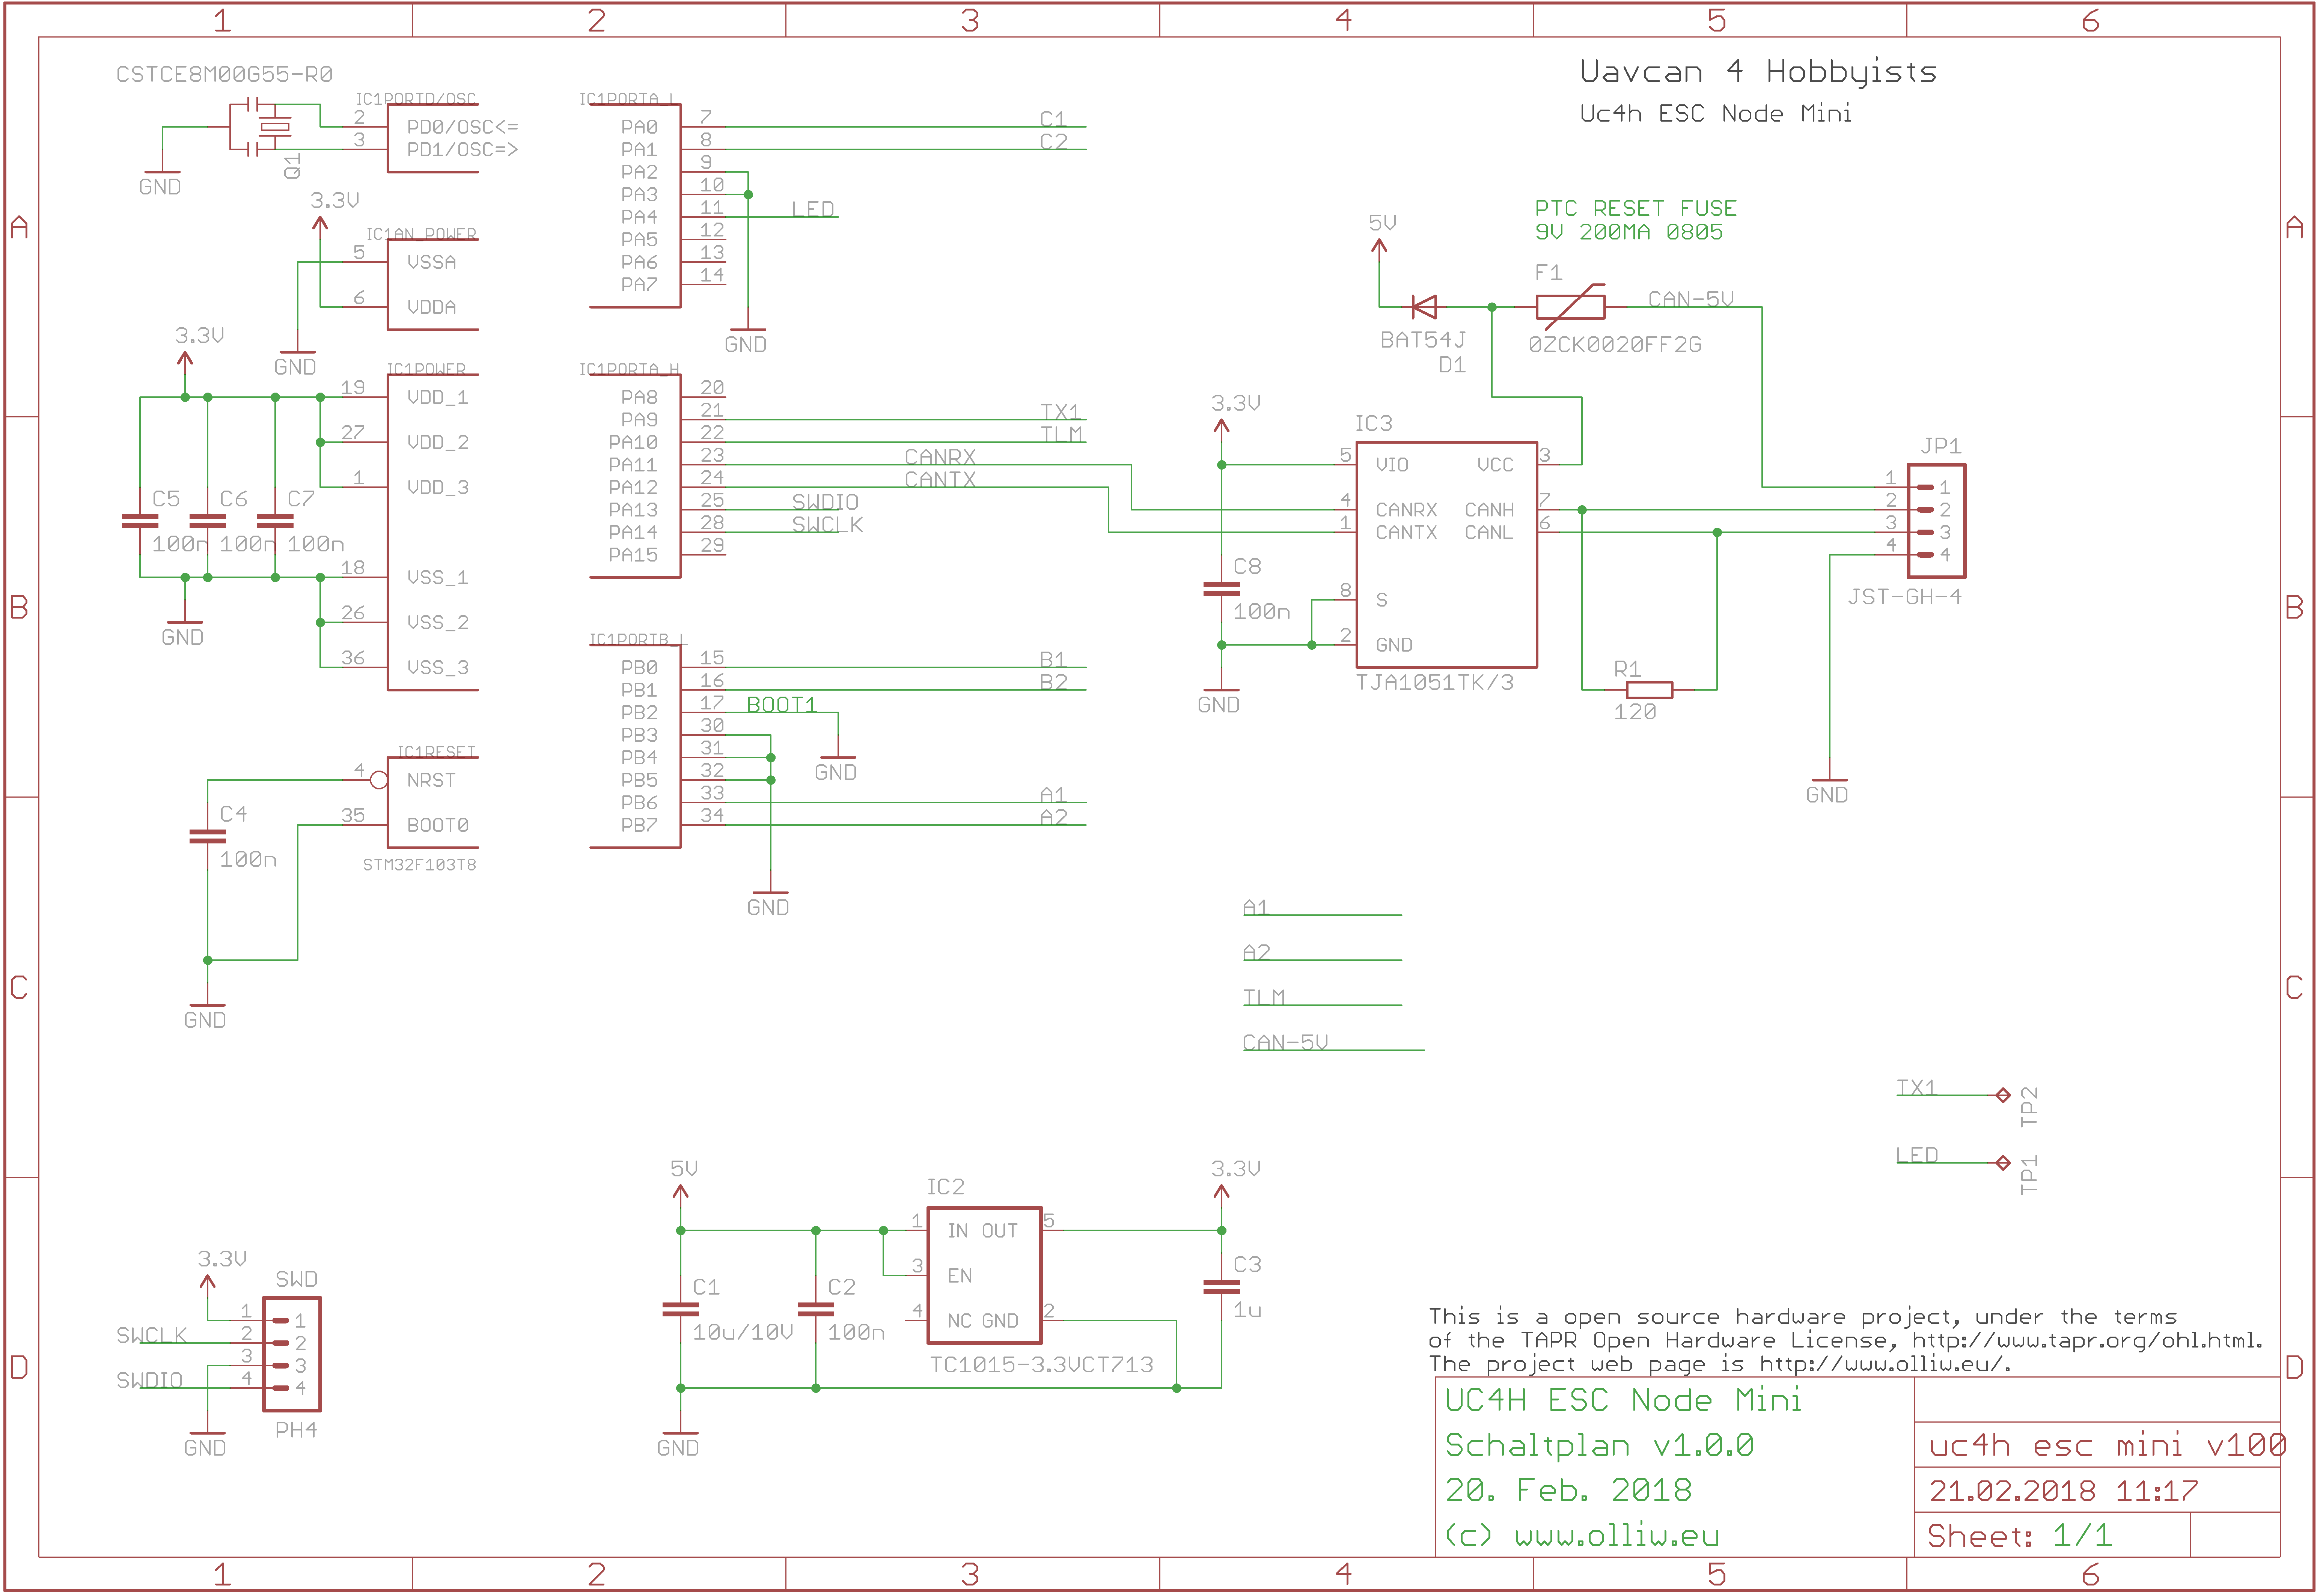 1 2 3 4 5 6
A
B
C
D
A
B
C
D
Uavcan 4 Hobbyists
Uc4h ESC Node Mini
CSTCE8M00G55-R0
Q1
GND
IC1PORTD/OSC
2 PD0/OSC<=
3 PD1/OSC=>
3.3V
IC1AN_POWER
5 VSSA
6 VDDA
GND
3.3V
IC1POWER
19 VDD_1
27 VDD_2
1 VDD_3
C5 C6 C7
100n 100n 100n
18 VSS_1
26 VSS_2
36 VSS_3
GND
IC1RESET
4 NRST
35 BOOT0
STM32F103T8
C4
100n
GND
IC1PORTA_L
PA0 7 C1
PA1 8 C2
PA2 9
PA3 10
PA4 11 LED
PA5 12
PA6 13
PA7 14
GND
IC1PORTA_H
PA8 20
PA9 21 TX1
PA10 22 TLM
PA11 23 CANRX
PA12 24 CANTX
PA13 25 SWDIO
PA14 28 SWCLK
PA15 29
IC1PORTB_L
PB0 15 B1
PB1 16 B2
PB2 17 BOOT1
PB3 30
PB4 31
PB5 32
PB6 33 A1
PB7 34 A2
GND
GND
PTC RESET FUSE
9V 200MA 0805
5V
F1
CAN-5V
BAT54J
D1
0ZCK0020FF2G
3.3V
IC3
5 VIO VCC 3
4 CANRX CANH 7
1 CANTX CANL 6
8 S
2 GND
TJA1051TK/3
C8
100n
GND
R1
120
JP1
1 1
2 2
3 3
4 4
JST-GH-4
GND
A1
A2
TLM
CAN-5V
TX1 TP2
LED TP1
3.3V
SWD
1 1
SWCLK 2 2
3 3
SWDIO 4 4
GND
PH4
5V
IC2
3.3V
1 IN OUT 5
3 EN
4 NC GND 2
TC1015-3.3VCT713
C1
10u/10V
C2
100n
C3
1u
GND
This is a open source hardware project, under the terms
of the TAPR Open Hardware License, http://www.tapr.org/ohl.html.
The project web page is http://www.olliw.eu/.
UC4H ESC Node Mini
Schaltplan v1.0.0
20. Feb. 2018
(c) www.olliw.eu
uc4h esc mini v100
21.02.2018 11:17
Sheet: 1/1
1 2 3 4 5 6